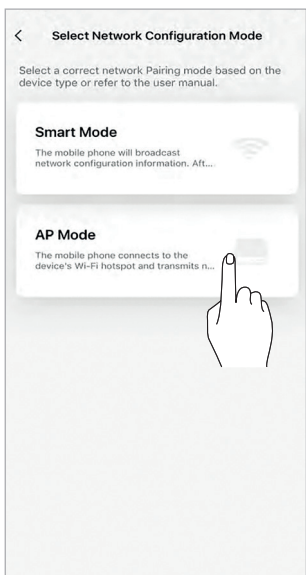 Select Network Configuration Mode
Select a correct network Pairing mode based on the
device type or refer to the user manual.
Smart Mode
The mobile phone will broadcast
network configuration information. Aft...
AP Mode
The mobile phone connects to the
device's Wi-Fi hotspot and transmits n...